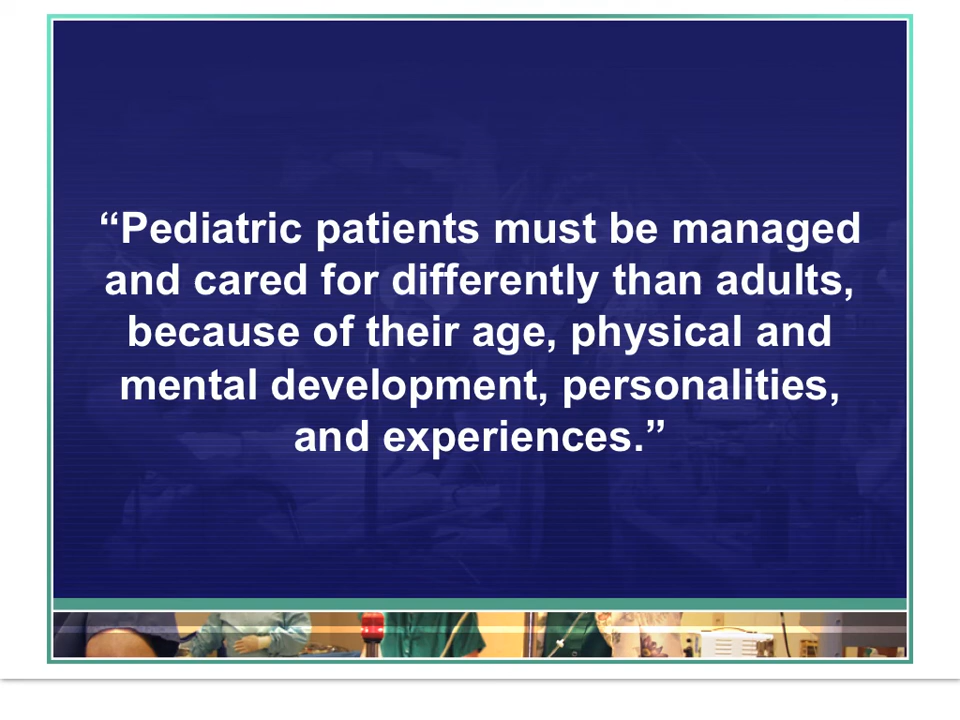 “Pediatric patients must be managed
and cared for differently than adults,
because of their age, physical and
mental development, personalities,
and experiences.”